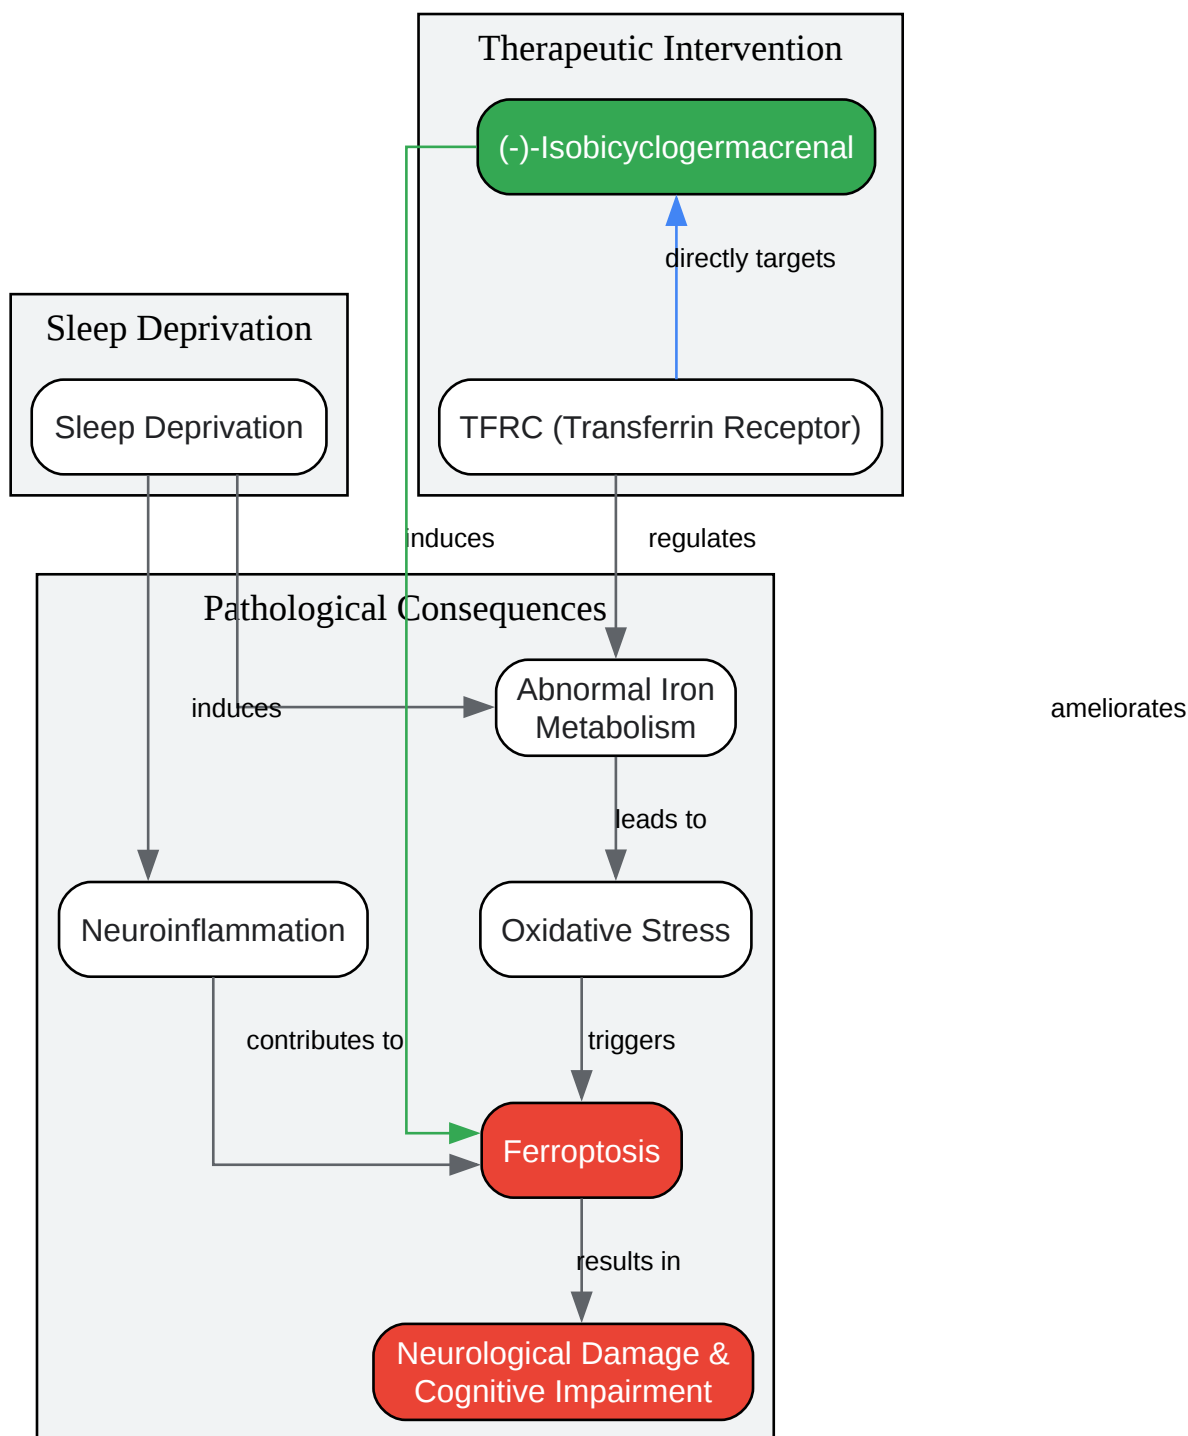 Therapeutic Intervention
(-)-Isobicyclogermacrenal
directly targets
Sleep Deprivation
Sleep Deprivation
TFRC (Transferrin Receptor)
induces
regulates
Pathological Consequences
Abnormal Iron
Metabolism
induces
ameliorates
leads to
Neuroinflammation
Oxidative Stress
contributes to
triggers
Ferroptosis
results in
Neurological Damage &
Cognitive Impairment